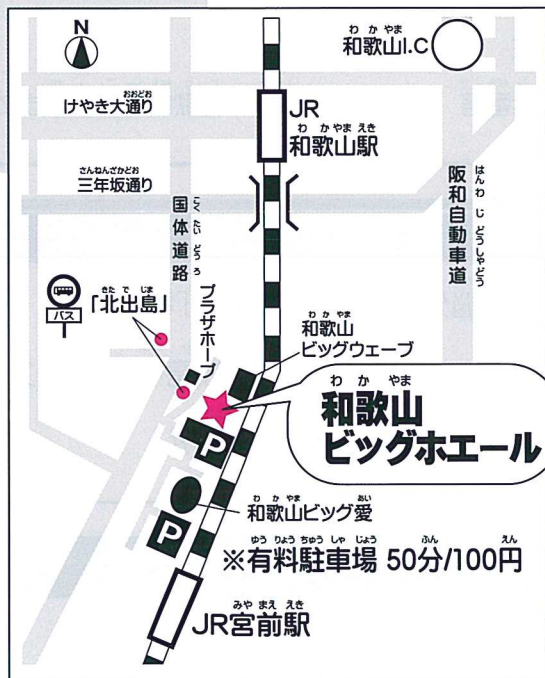 N
わかやま
和歌山I.C
おおどお
けやき大通り
JR
わかやまえき
和歌山駅
さんねんざかどお
三年坂通り
こくたいどうろ
国体道路
はんわじどうしゃどう
阪和自動車道
バス
きたでじま
「北出島」
プラザホープ
わかやま
和歌山
ビッグウェーブ
わかやま
和歌山
ビッグホエール
P
わかやま あい
和歌山ビッグ愛
P
ゆうりょうちゅうしゃじょう ふん えん
※有料駐車場 50分/100円
みやまええき
JR宮前駅